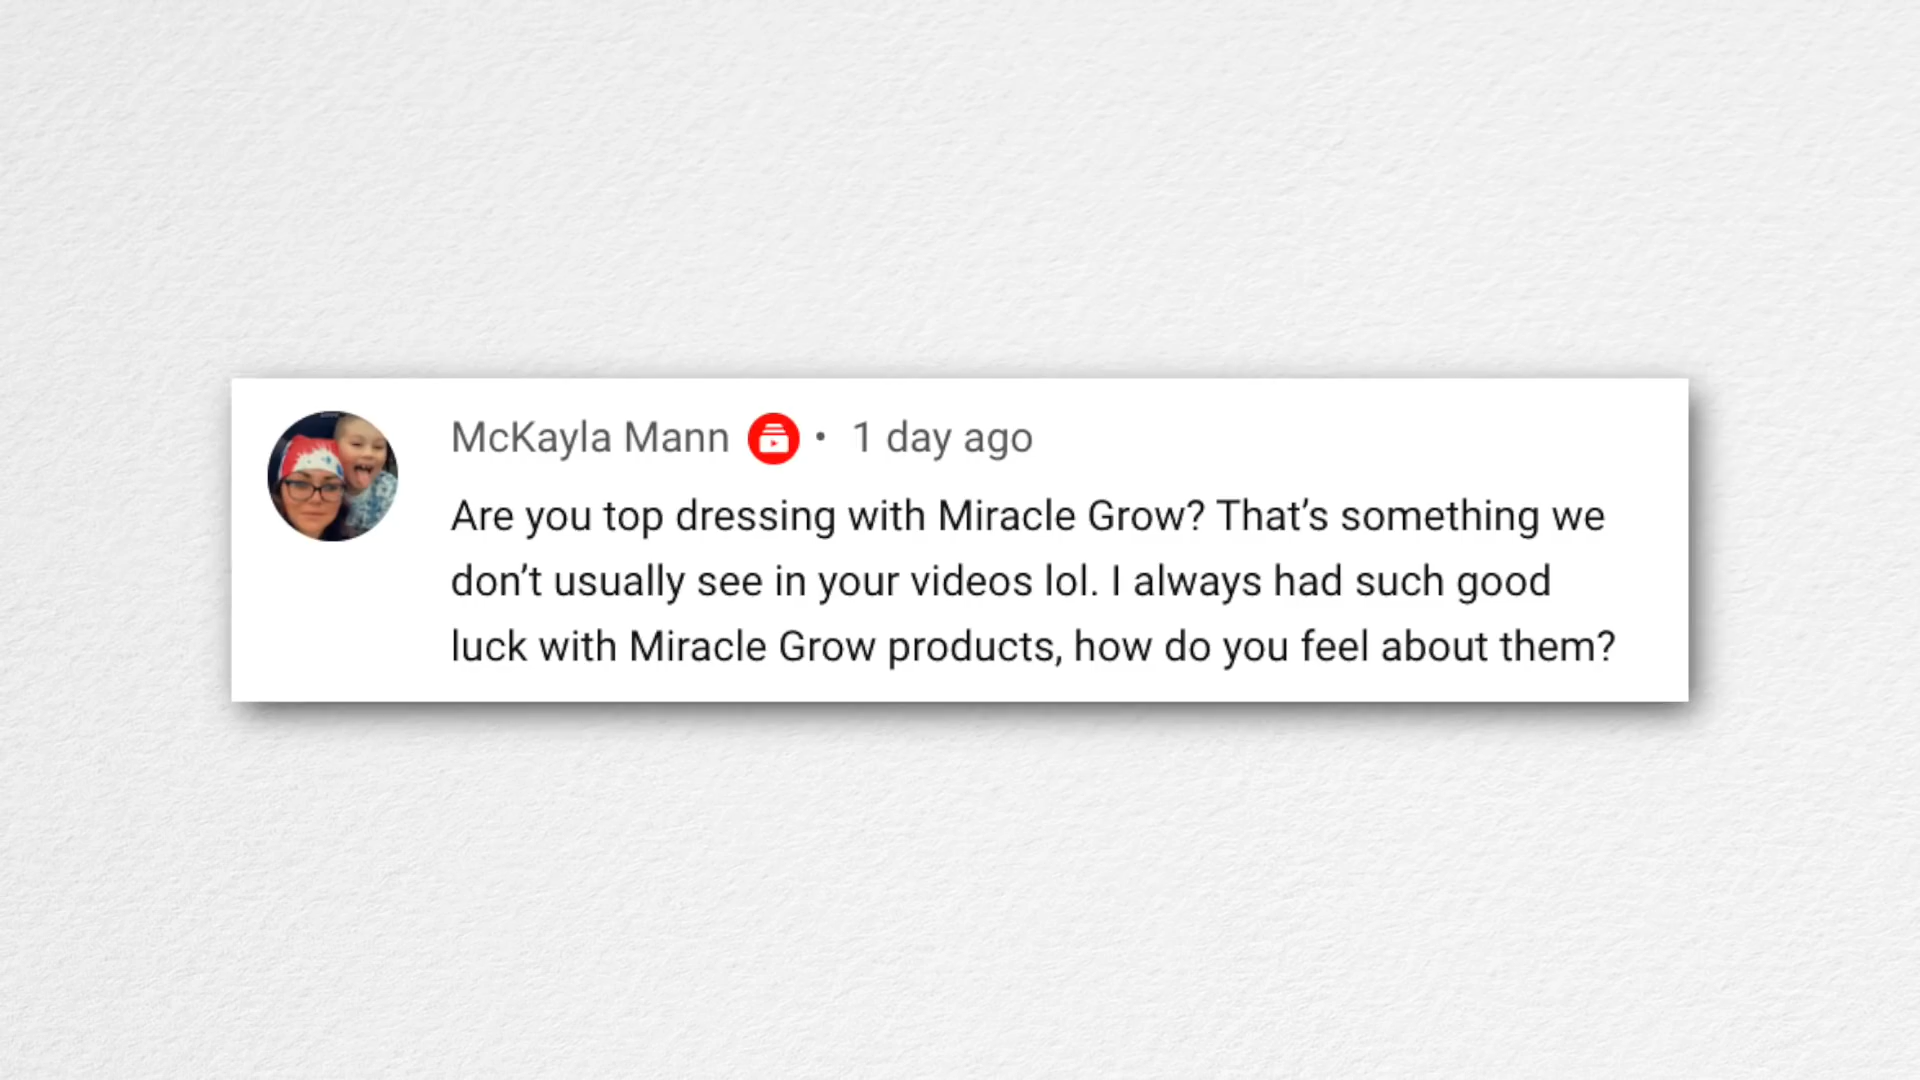 McKayla Mann • 1 day ago
Are you top dressing with Miracle Grow? That’s something we
don’t usually see in your videos lol. I always had such good
luck with Miracle Grow products, how do you feel about them?